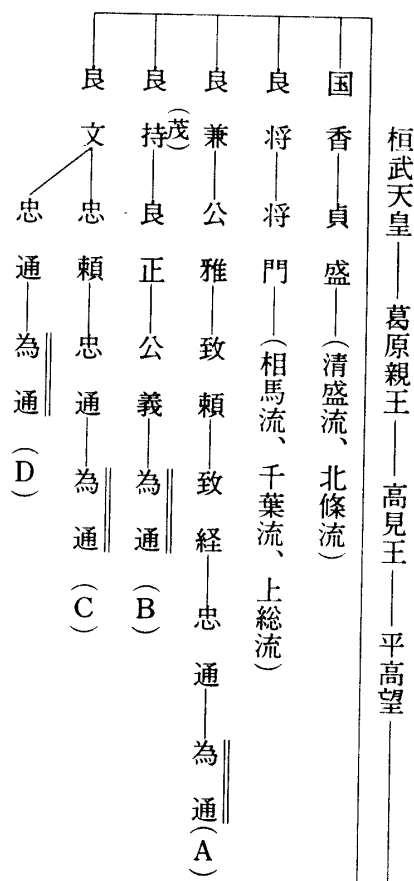 桓武天皇――葛原親王――高見王――平高望
国香―貞盛―(清盛流、北條流)
良将―将門―(相馬流、千葉流、上総流)
良兼―公雅―致頼―致経―忠通―為通(A)
良持(茂)―良正―公義―為通(B)
良文―忠頼―忠通―為通(C)
忠通―為通(D)